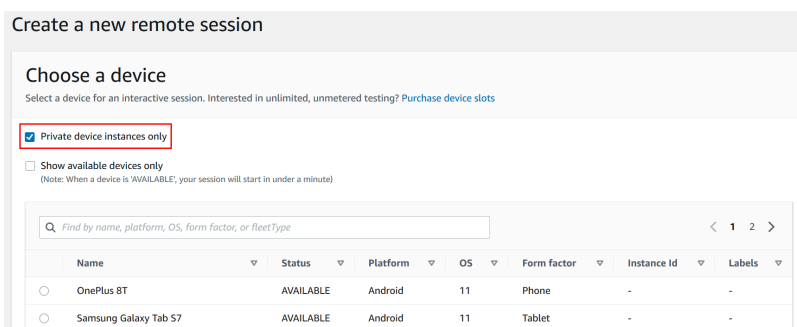 Create a new remote session
Choose a device
Select a device for an interactive session. Interested in unlimited, unmetered testing? Purchase device slots
Private device instances only
Show available devices only
(Note: When a device is 'AVAILABLE', your session will start in under a minute)
Find by name, platform, OS, form factor, or fleetType
1 2
Name Status Platform OS Form factor Instance Id Labels
OnePlus 8T AVAILABLE Android 11 Phone - -
Samsung Galaxy Tab S7 AVAILABLE Android 11 Tablet - -